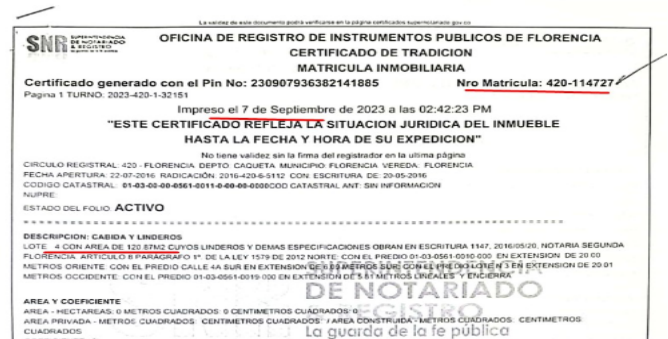 La validez de este documento podrá verificarse en la página certificados.supernotariado.gov.co
SNR SUPERINTENDENCIA DE NOTARIADO & REGISTRO
OFICINA DE REGISTRO DE INSTRUMENTOS PUBLICOS DE FLORENCIA
CERTIFICADO DE TRADICION
MATRICULA INMOBILIARIA
Certificado generado con el Pin No: 230907936382141885 Nro Matricula: 420-114727
Pagina 1 TURNO: 2023-420-1-32151
Impreso el 7 de Septiembre de 2023 a las 02:42:23 PM
"ESTE CERTIFICADO REFLEJA LA SITUACION JURIDICA DEL INMUEBLE
HASTA LA FECHA Y HORA DE SU EXPEDICION"
No tiene validez sin la firma del registrador en la ultima página
CIRCULO REGISTRAL: 420 - FLORENCIA DEPTO: CAQUETA MUNICIPIO: FLORENCIA VEREDA: FLORENCIA
FECHA APERTURA: 22-07-2016 RADICACIÓN: 2016-420-6-5112 CON: ESCRITURA DE: 20-05-2016
CODIGO CATASTRAL: 01-03-00-00-0561-0011-0-00-00-0000COD CATASTRAL ANT: SIN INFORMACION
NUPRE:
ESTADO DEL FOLIO: ACTIVO
DESCRIPCION: CABIDA Y LINDEROS
LOTE 4 CON AREA DE 120.87M2 CUYOS LINDEROS Y DEMAS ESPECIFICACIONES OBRAN EN ESCRITURA 1147, 2016/05/20, NOTARIA SEGUNDA
FLORENCIA ARTICULO 8 PARAGRAFO 1º. DE LA LEY 1579 DE 2012 NORTE: CON EL PREDIO 01-03-0561-0010-000 EN EXTENSION DE 20.00
METROS ORIENTE: CON EL PREDIO CALLE 4A SUR EN EXTENSION DE METROS SUR: CON EL PREDIO LOTE N EN EXTENSION DE 20.01
METROS OCCIDENTE: CON EL PREDIO 01-03-0561-0019-000 EN EXTENSION DE METROS LINEALES Y ENCIERRA
SUPERINTENDENCIA
DE NOTARIADO
& REGISTRO
La guarda de la fe pública
AREA Y COEFICIENTE
AREA - HECTAREAS: 0 METROS CUADRADOS: 0 CENTIMETROS CUADRADOS: 0
AREA PRIVADA - METROS CUADRADOS: CENTIMETROS CUADRADOS: / AREA CONSTRUIDA - METROS CUADRADOS: CENTIMETROS
CUADRADOS